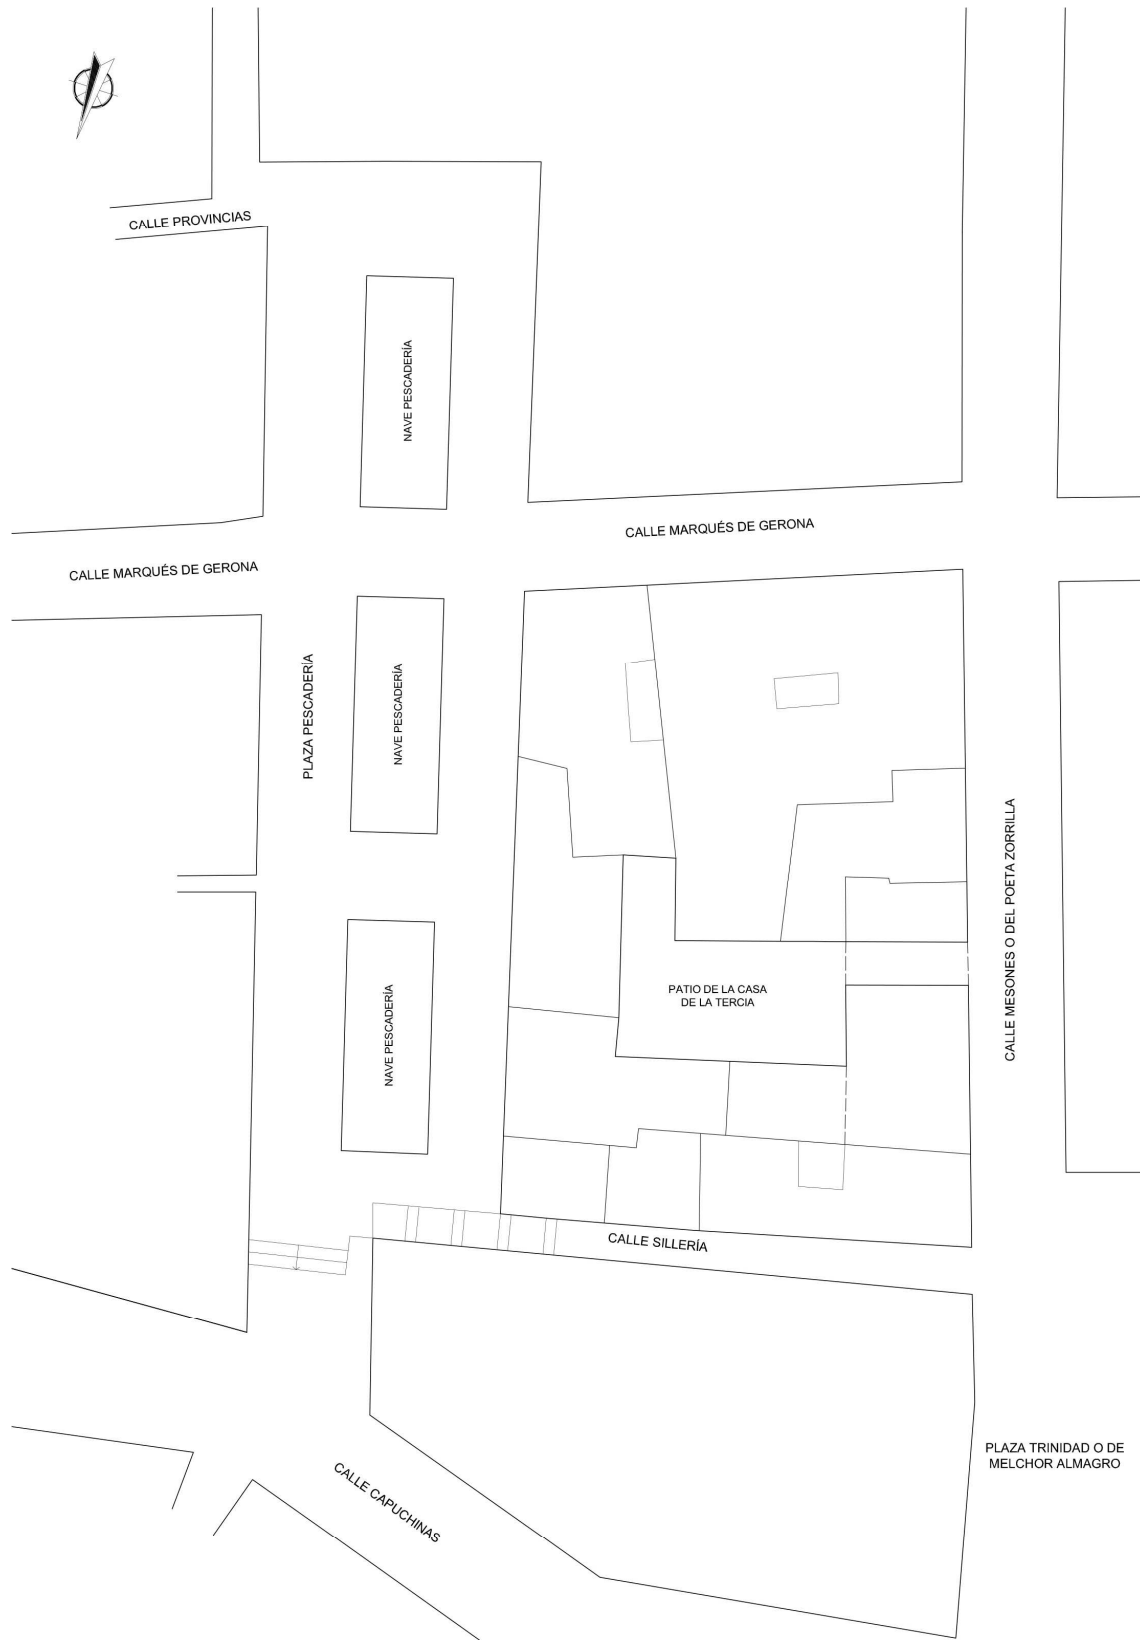 CALLE PROVINCIAS
NAVE PESCADERÍA
CALLE MARQUÉS DE GERONA
CALLE MARQUÉS DE GERONA
PLAZA PESCADERÍA
NAVE PESCADERÍA
CALLE MESONES O DEL POETA ZORRILLA
PATIO DE LA CASA
DE LA TERCIA
NAVE PESCADERÍA
CALLE SILLERÍA
PLAZA TRINIDAD O DE
MELCHOR ALMAGRO
CALLE CAPUCHINAS